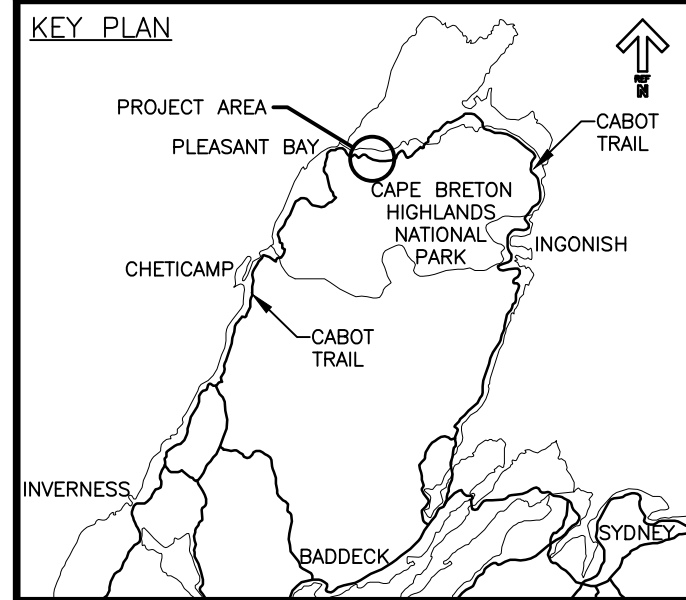 KEY PLAN
REF
N
PROJECT AREA
CABOT
TRAIL
PLEASANT BAY
CAPE BRETON
HIGHLANDS
NATIONAL
PARK
INGONISH
CHETICAMP
CABOT
TRAIL
INVERNESS
SYDNEY
BADDECK